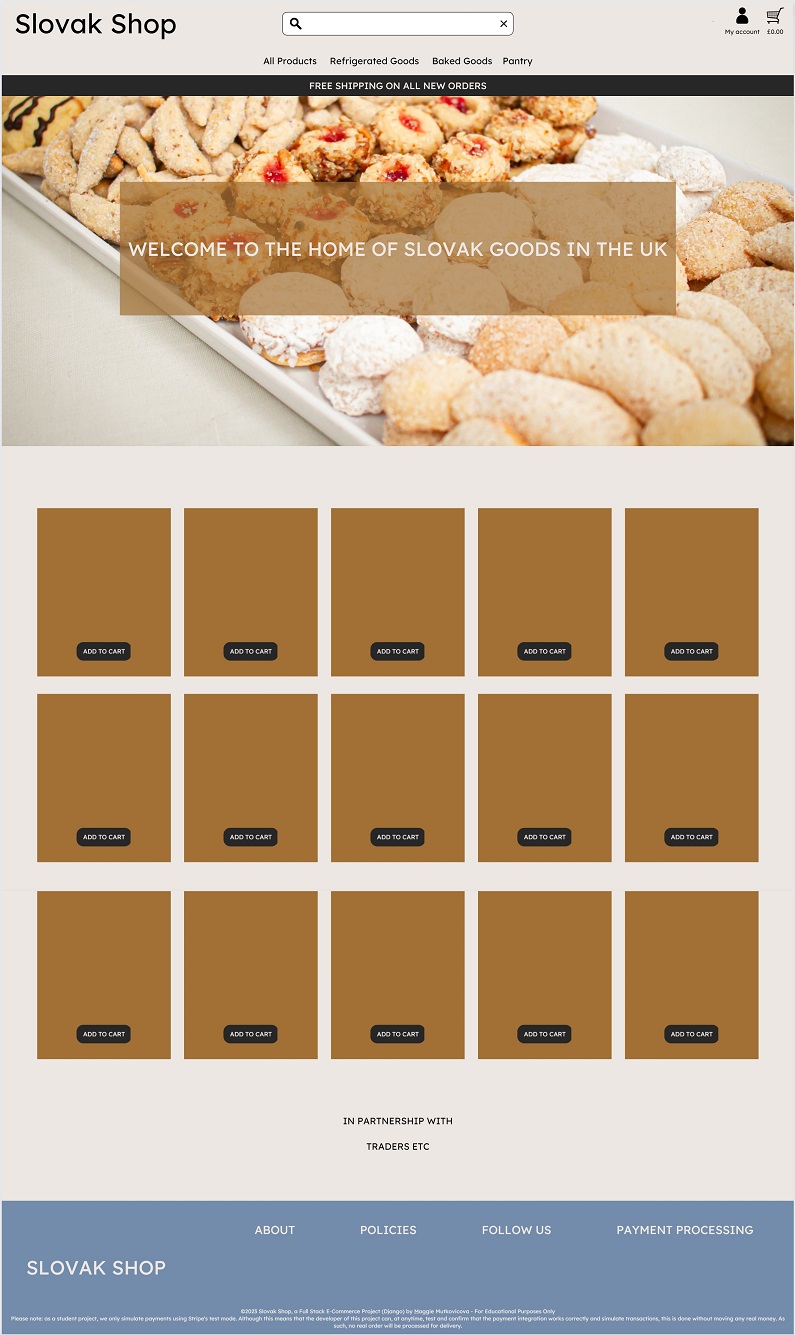 Slovak Shop
My account £0.00
All Products Refrigerated Goods Baked Goods Pantry
FREE SHIPPING ON ALL NEW ORDERS
WELCOME TO THE HOME OF SLOVAK GOODS IN THE UK
ADD TO CART ADD TO CART ADD TO CART ADD TO CART ADD TO CART
ADD TO CART ADD TO CART ADD TO CART ADD TO CART ADD TO CART
ADD TO CART ADD TO CART ADD TO CART ADD TO CART ADD TO CART
IN PARTNERSHIP WITH
TRADERS ETC
ABOUT POLICIES FOLLOW US PAYMENT PROCESSING
SLOVAK SHOP
©2023 Slovak Shop, a Full Stack E-Commerce Project (Django) by Maggie Mutkovicova - For Educational Purposes Only
Please note: as a student project, we only simulate payments using Stripe's test mode. Although this means that the developer of this project can, at anytime, test and confirm that the payment integration works correctly and simulate transactions, this is done without moving any real money. As
such, no real order will be processed for delivery.